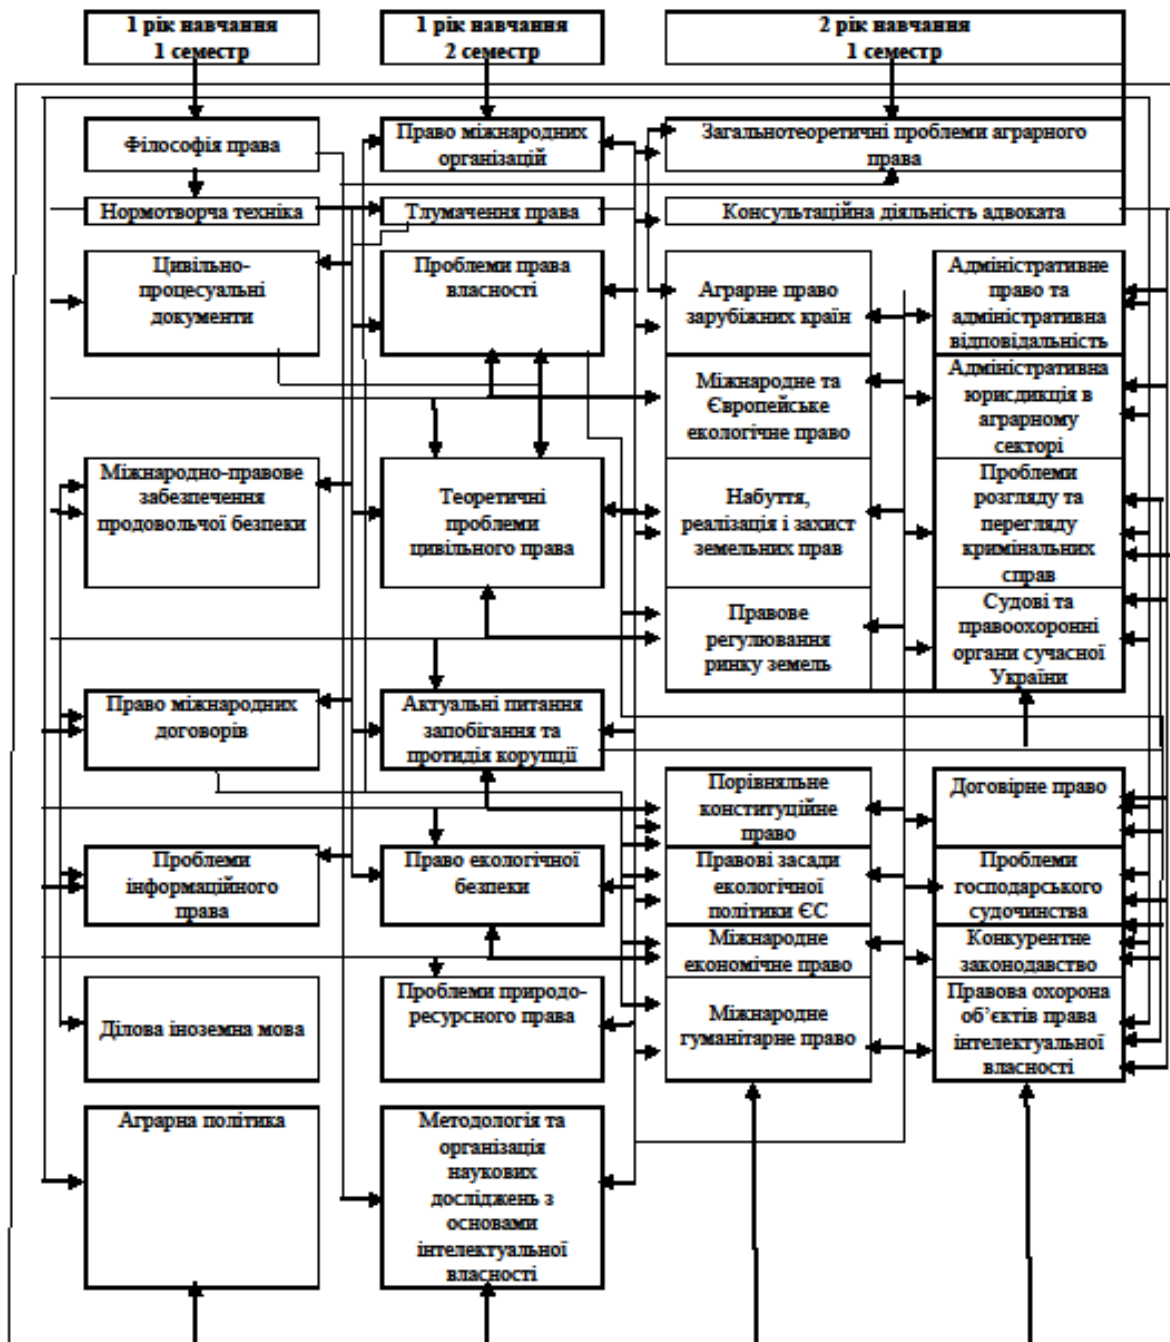 1 рік навчання
1 семестр
1 рік навчання
2 семестр
2 рік навчання
1 семестр
Філософія права
Право міжнародних
організацій
Загальнотеоретичні проблеми аграрного
права
Нормотворча техніка
Тлумачення права
Консультаційна діяльність адвоката
Цивільно-
процесуальні
документи
Проблеми права
власності
Аграрне право
зарубіжних країн
Адміністративне
право та
адміністративна
відповідальність
Міжнародне та
Європейське
екологічне право
Адміністративна
юрисдикція в
аграрному
секторі
Міжнародно-правове
забезпечення
продовольчої безпеки
Теоретичні
проблеми
цивільного права
Набуття,
реалізація і захист
земельних прав
Проблеми
розгляду та
перегляду
кримінальних
справ
Правове
регулювання
ринку земель
Судові та
правоохоронні
органи сучасної
України
Право міжнародних
договорів
Актуальні питання
запобігання та
протидія корупції
Порівняльне
конституційне
право
Договірне право
Проблеми
інформаційного
права
Право екологічної
безпеки
Правові засади
екологічної
політики ЄС
Проблеми
господарського
судочинства
Міжнародне
економічне право
Конкурентне
законодавство
Ділова іноземна мова
Проблеми природо-
ресурсного права
Міжнародне
гуманітарне право
Правова охорона
об’єктів права
інтелектуальної
власності
Аграрна політика
Методологія та
організація
наукових
досліджень з
основами
інтелектуальної
власності